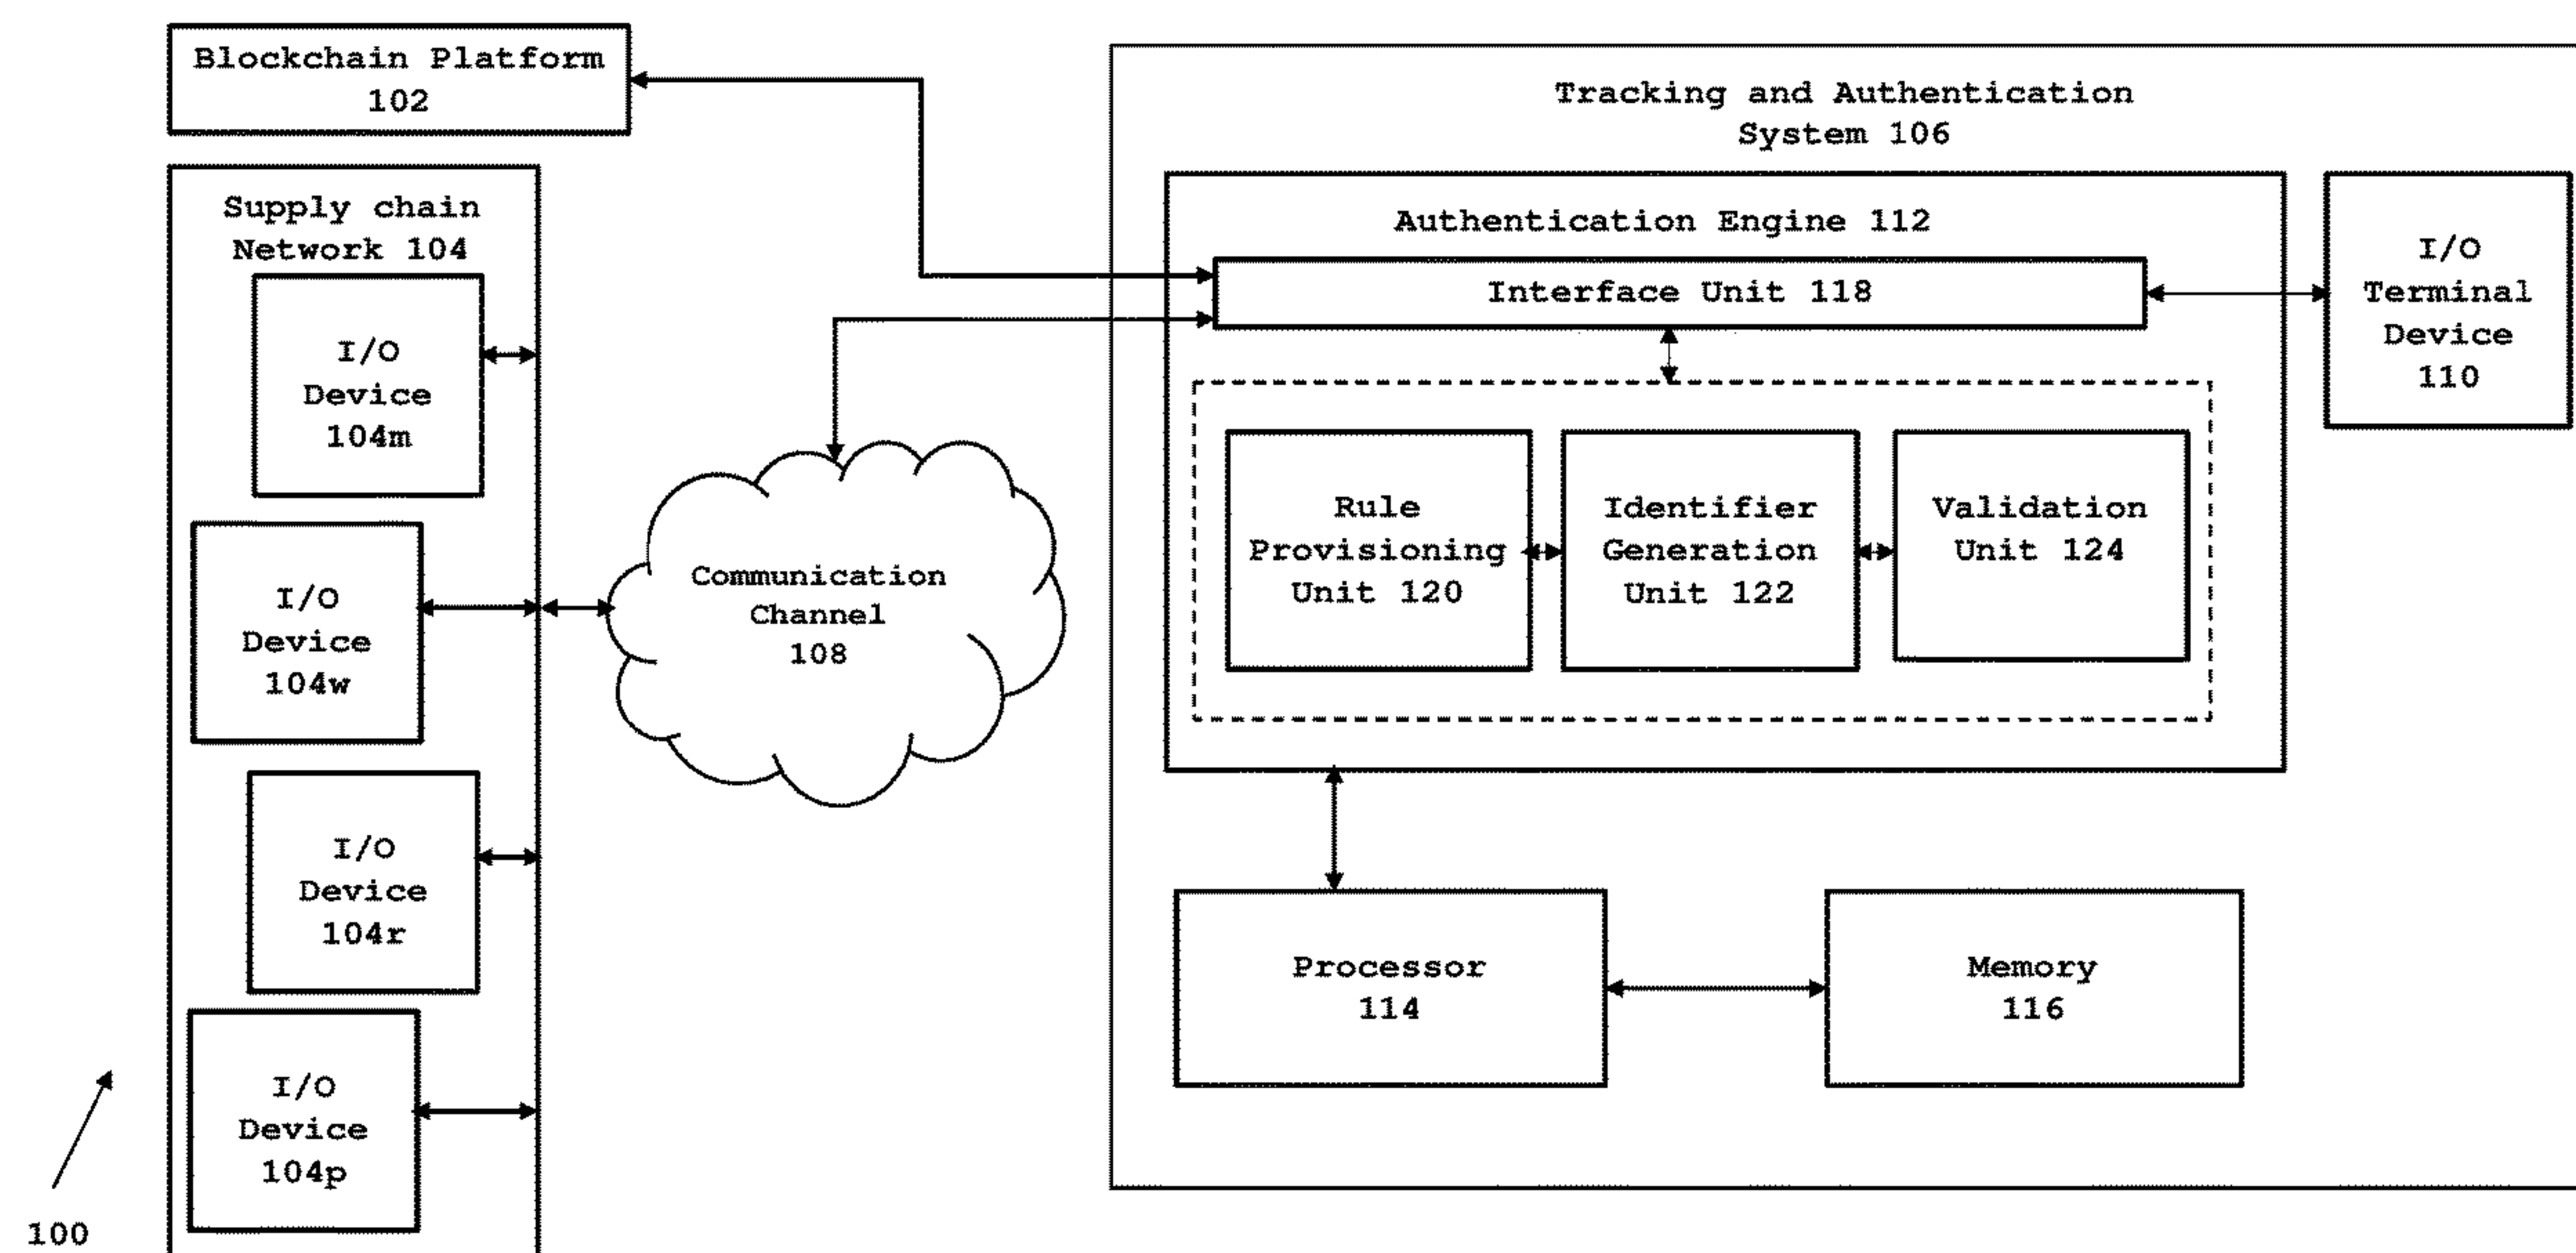 Blockchain Platform
102
Supply chain
Network 104
I/O
Device
104m
I/O
Device
104w
I/O
Device
104r
I/O
Device
104p
100
Communication
Channel
108
Tracking and Authentication
System 106
Authentication Engine 112
Interface Unit 118
Rule
Provisioning
Unit 120
Identifier
Generation
Unit 122
Validation
Unit 124
Processor
114
Memory
116
I/O
Terminal
Device
110